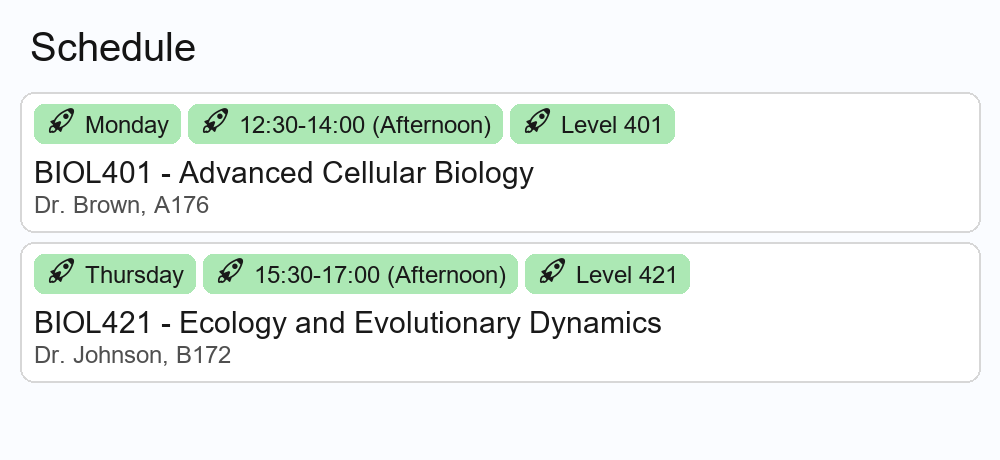 Schedule
Monday 12:30-14:00 (Afternoon) Level 401
BIOL401 - Advanced Cellular Biology
Dr. Brown, A176
Thursday 15:30-17:00 (Afternoon) Level 421
BIOL421 - Ecology and Evolutionary Dynamics
Dr. Johnson, B172